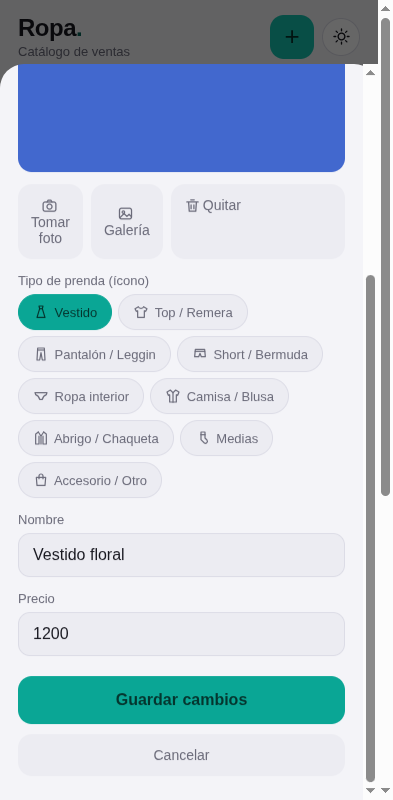 Ropa.
Catálogo de ventas
Tomar
foto
Galería
Quitar
Tipo de prenda (ícono)
Vestido
Top / Remera
Pantalón / Leggin
Short / Bermuda
Ropa interior
Camisa / Blusa
Abrigo / Chaqueta
Medias
Accesorio / Otro
Nombre
Vestido floral
Precio
1200
Guardar cambios
Cancelar